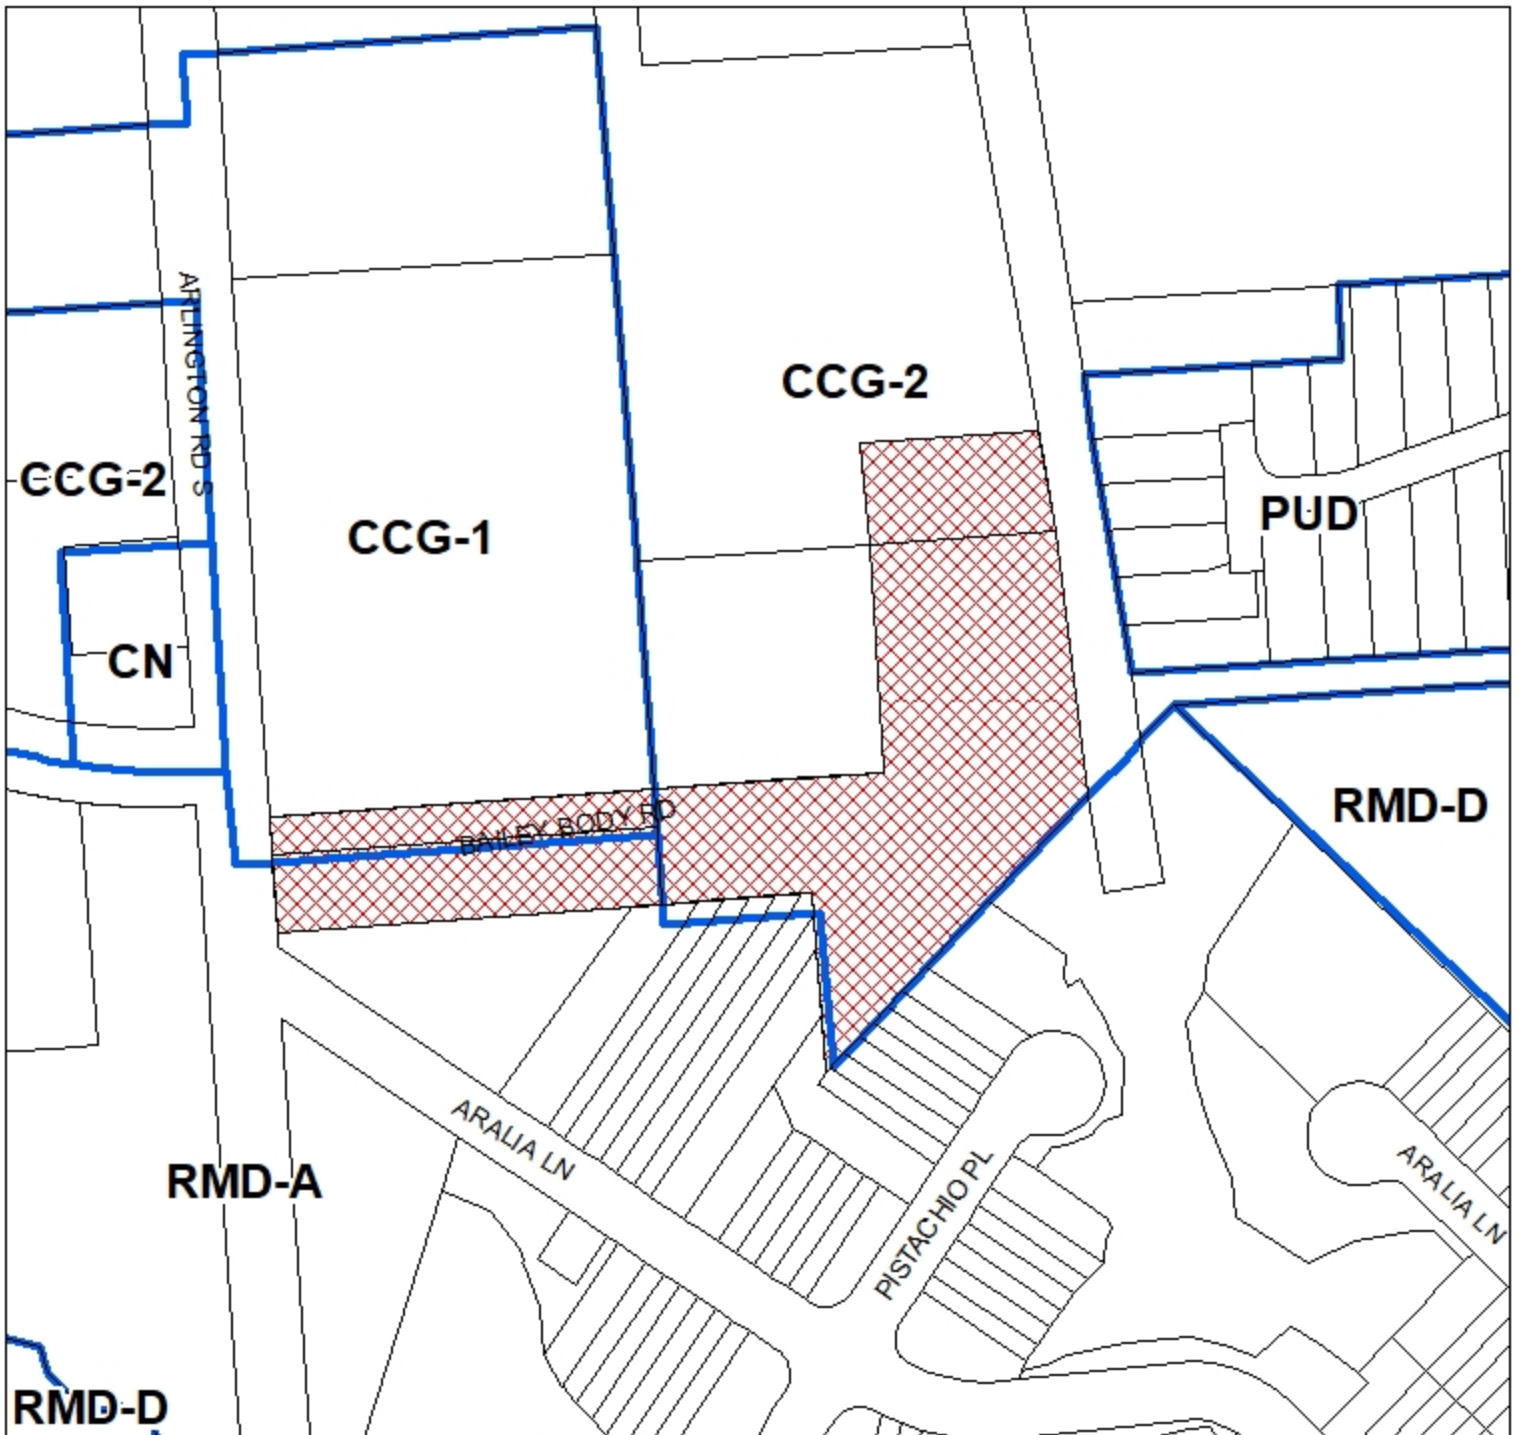 ARLINGTON RD S
CCG-2
CCG-2
CCG-1
PUD
CN
BAILEY BODY RD
RMD-D
ARALIA LN
RMD-A
PISTACHIO PL
ARALIA LN
RMD-D